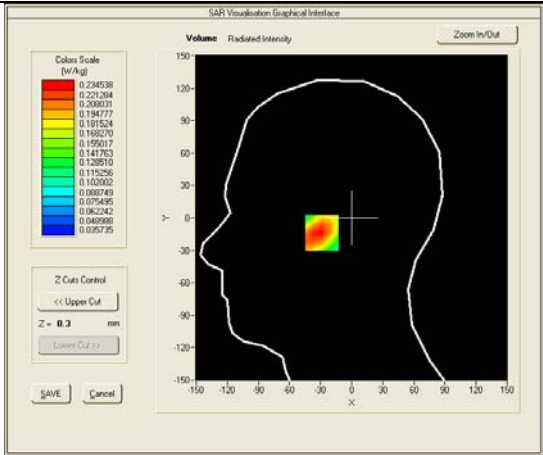 SAR Visualisation Graphical Interface
Volume Radiated Intensity
Zoom In/Out
Colors Scale
(W/kg)
0.234538
0.221284
0.208031
0.194777
0.181524
0.168270
0.155017
0.141763
0.128510
0.115256
0.102002
0.088749
0.075495
0.062242
0.048988
0.035735
Z Cuts Control
<< Upper Cut
Z = 0.3 mm
Lower Cut >>
SAVE
Cancel
150
120
90
60
30
0
-30
-60
-90
-120
-150
Y
-150 -120 -90 -60 -30 0 30 60 90 120 150
X